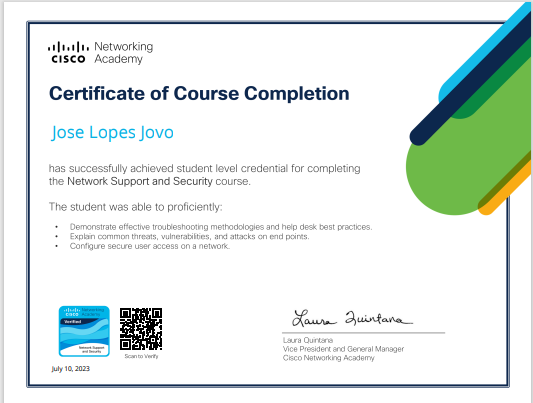 Networking
CISCO Academy
Certificate of Course Completion
Jose Lopes Jovo
has successfully achieved student level credential for completing
the Network Support and Security course.
The student was able to proficiently:
• Demonstrate effective troubleshooting methodologies and help desk best practices.
• Explain common threats, vulnerabilities, and attacks on end points.
• Configure secure user access on a network.
Verified
Network Support
and Security
Scan to Verify
July 10, 2023
Laura Quintana
Laura Quintana
Vice President and General Manager
Cisco Networking Academy